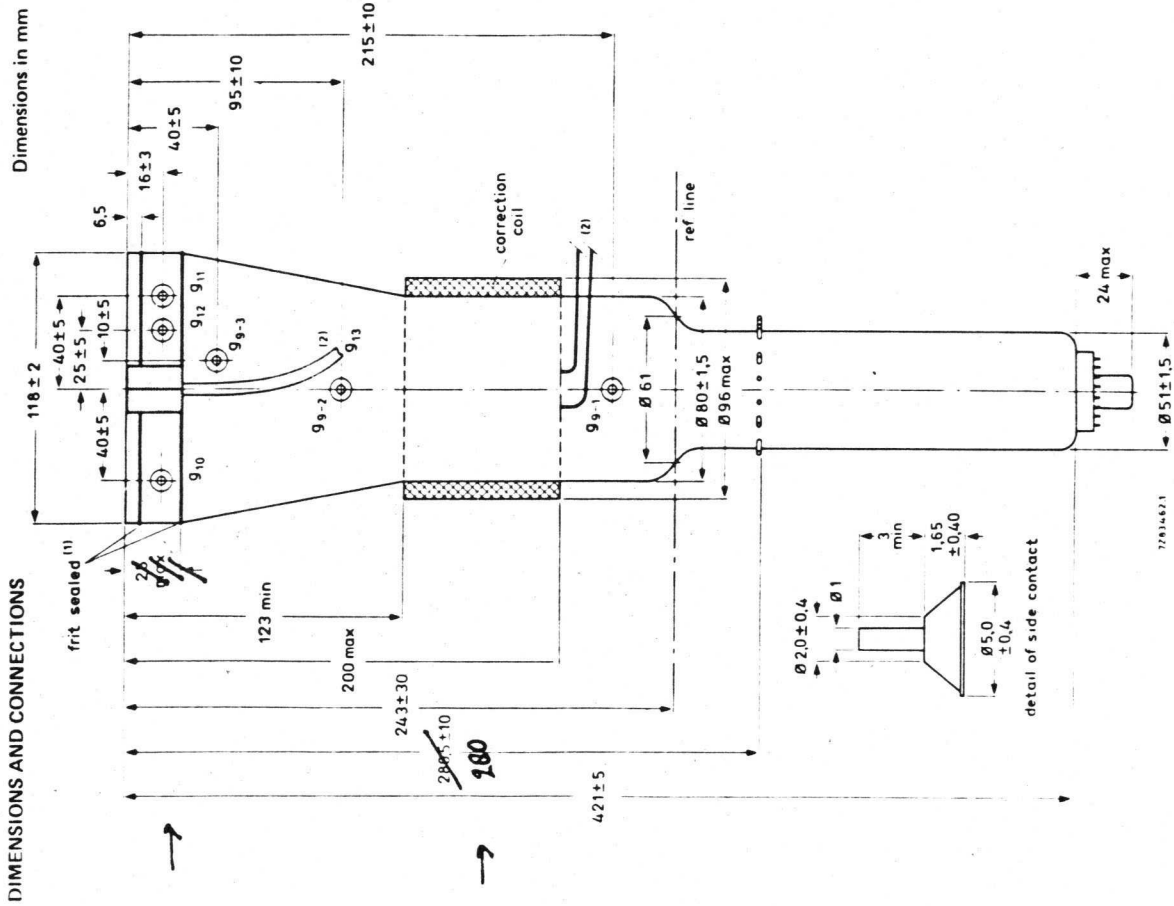 DIMENSIONS AND CONNECTIONS
Dimensions in mm
118±2
40±5
25±5
10±5
40±5
6,5
16±3
40±5
95±10
215±10
frit sealed (1)
g10
g12
g11
g9-3
(2)
g13
g9-2
correction
coil
(2)
g9-1
ref line
123 min
200 max
243±30
280,5±10
280
421±5
Ø 61
Ø 80±1,5
Ø 96 max
24 max
Ø 51±1,5
Ø 2,0±0,4
Ø 1
3
min
1,65
±0,40
Ø5,0
±0,4
detail of side contact